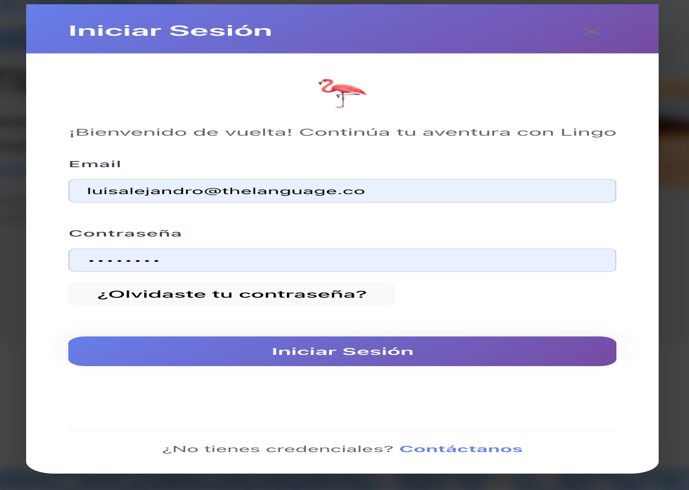 Iniciar Sesión
×
¡Bienvenido de vuelta! Continúa tu aventura con Lingo
Email
luisalejandro@thelanguage.co
Contraseña
••••••••
¿Olvidaste tu contraseña?
Iniciar Sesión
¿No tienes credenciales? Contáctanos